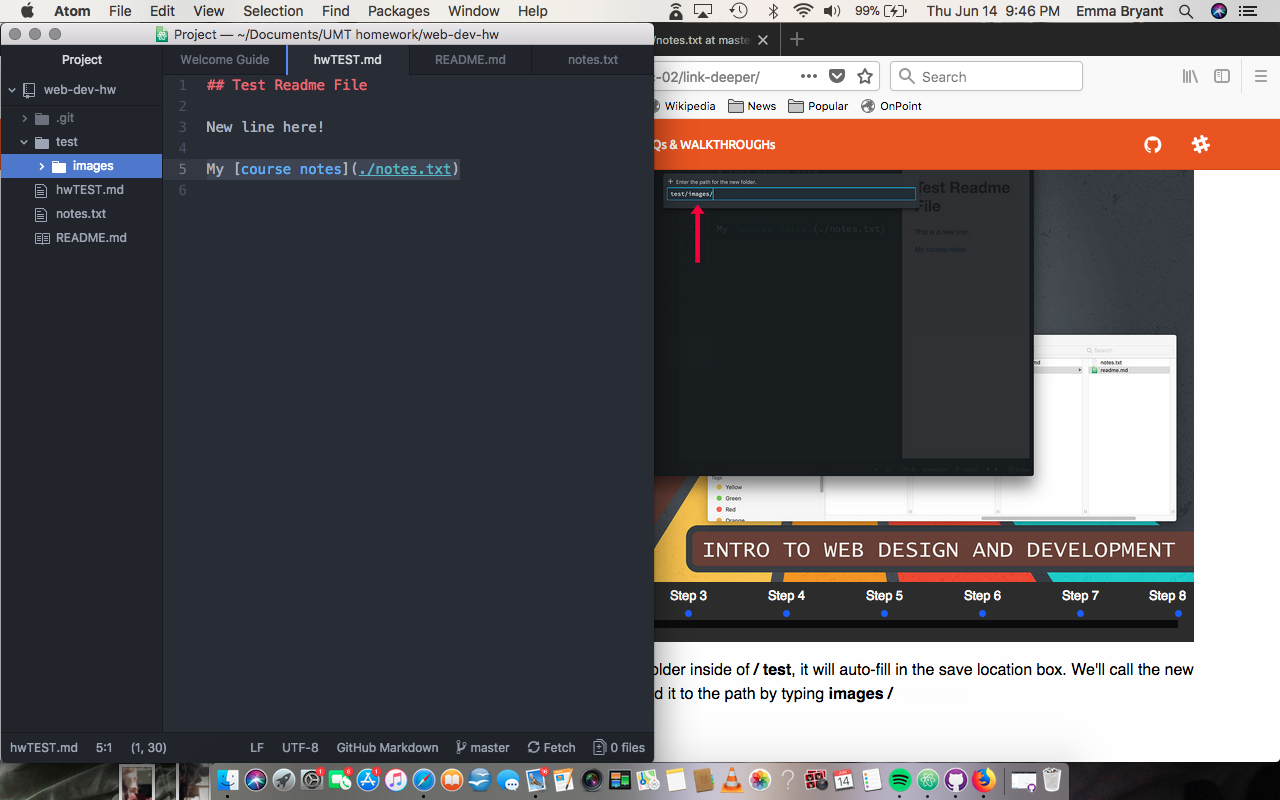 Atom File Edit View Selection Find Packages Window Help 99% Thu Jun 14 9:46 PM Emma Bryant
Project — ~/Documents/UMT homework/web-dev-hw
Project
Welcome Guide hwTEST.md README.md notes.txt
web-dev-hw
.git
test
images
hwTEST.md
notes.txt
README.md
1 ## Test Readme File
2
3 New line here!
4
5 My [course notes](./notes.txt)
6
hwTEST.md 5:1 (1, 30) LF UTF-8 GitHub Markdown master Fetch 0 files
/notes.txt at maste
-02/link-deeper/ Search
Wikipedia News Popular OnPoint
Qs & WALKTHROUGHs
Enter the path for the new folder.
test/images/
Test Readme
File
This is a new line.
My course notes
My (./notes.txt)
Search
md notes.txt
readme.md
Tags
Yellow
Green
Red
Orange
INTRO TO WEB DESIGN AND DEVELOPMENT
Step 3 Step 4 Step 5 Step 6 Step 7 Step 8
older inside of / test, it will auto-fill in the save location box. We'll call the new
d it to the path by typing images /
14